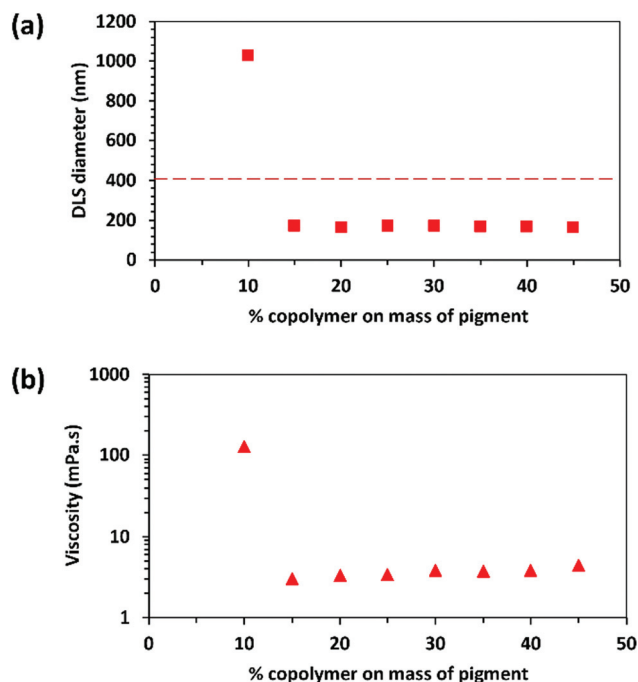 (a)
1200
1000
800
600
400
200
0
DLS diameter (nm)
0 10 20 30 40 50
% copolymer on mass of pigment
(b)
1000
100
10
1
Viscosity (mPa.s)
0 10 20 30 40 50
% copolymer on mass of pigment